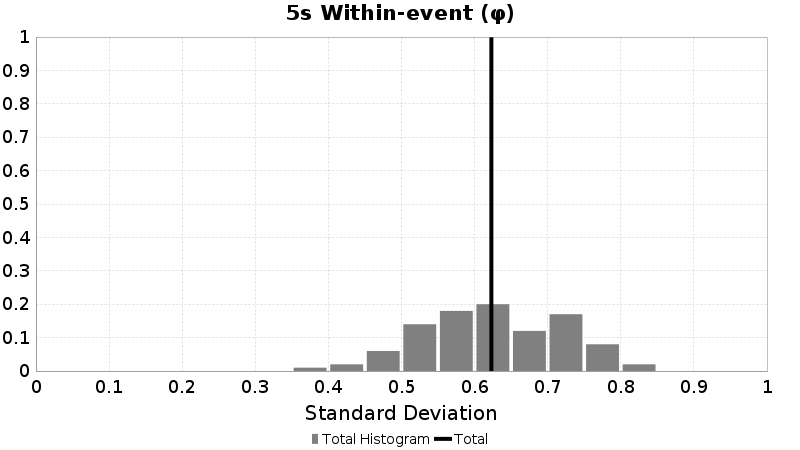 5s Within-event (φ)
1
0.9
0.8
0.7
0.6
0.5
0.4
0.3
0.2
0.1
0
0 0.1 0.2 0.3 0.4 0.5 0.6 0.7 0.8 0.9 1
Standard Deviation
Total Histogram Total